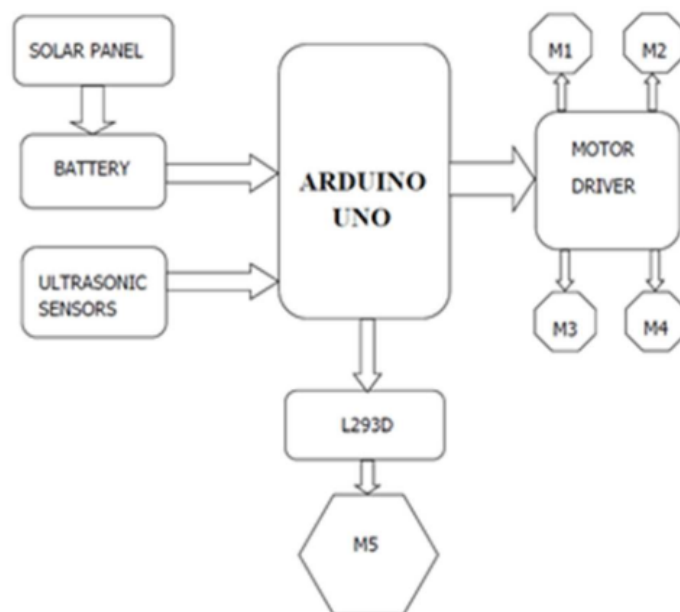 SOLAR PANEL
BATTERY
ULTRASONIC
SENSORS
ARDUINO
UNO
M1
M2
MOTOR
DRIVER
M3
M4
L293D
M5